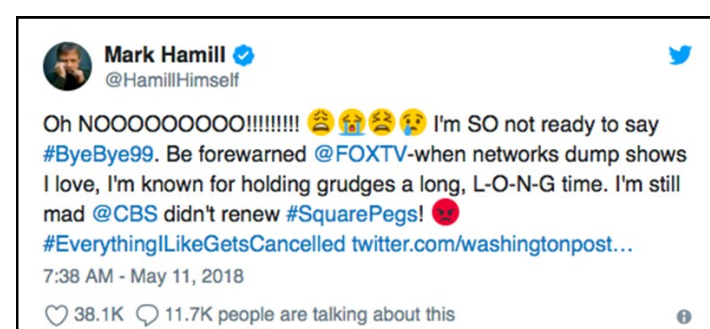 Mark Hamill
@HamillHimself
Oh NOOOOOOOOO!!!!!!!!! 😩😭😫😢 I'm SO not ready to say
#ByeBye99. Be forewarned @FOXTV-when networks dump shows
I love, I'm known for holding grudges a long, L-O-N-G time. I'm still
mad @CBS didn't renew #SquarePegs! 😡
#EverythingILikeGetsCancelled twitter.com/washingtonpost…
7:38 AM - May 11, 2018
38.1K 11.7K people are talking about this